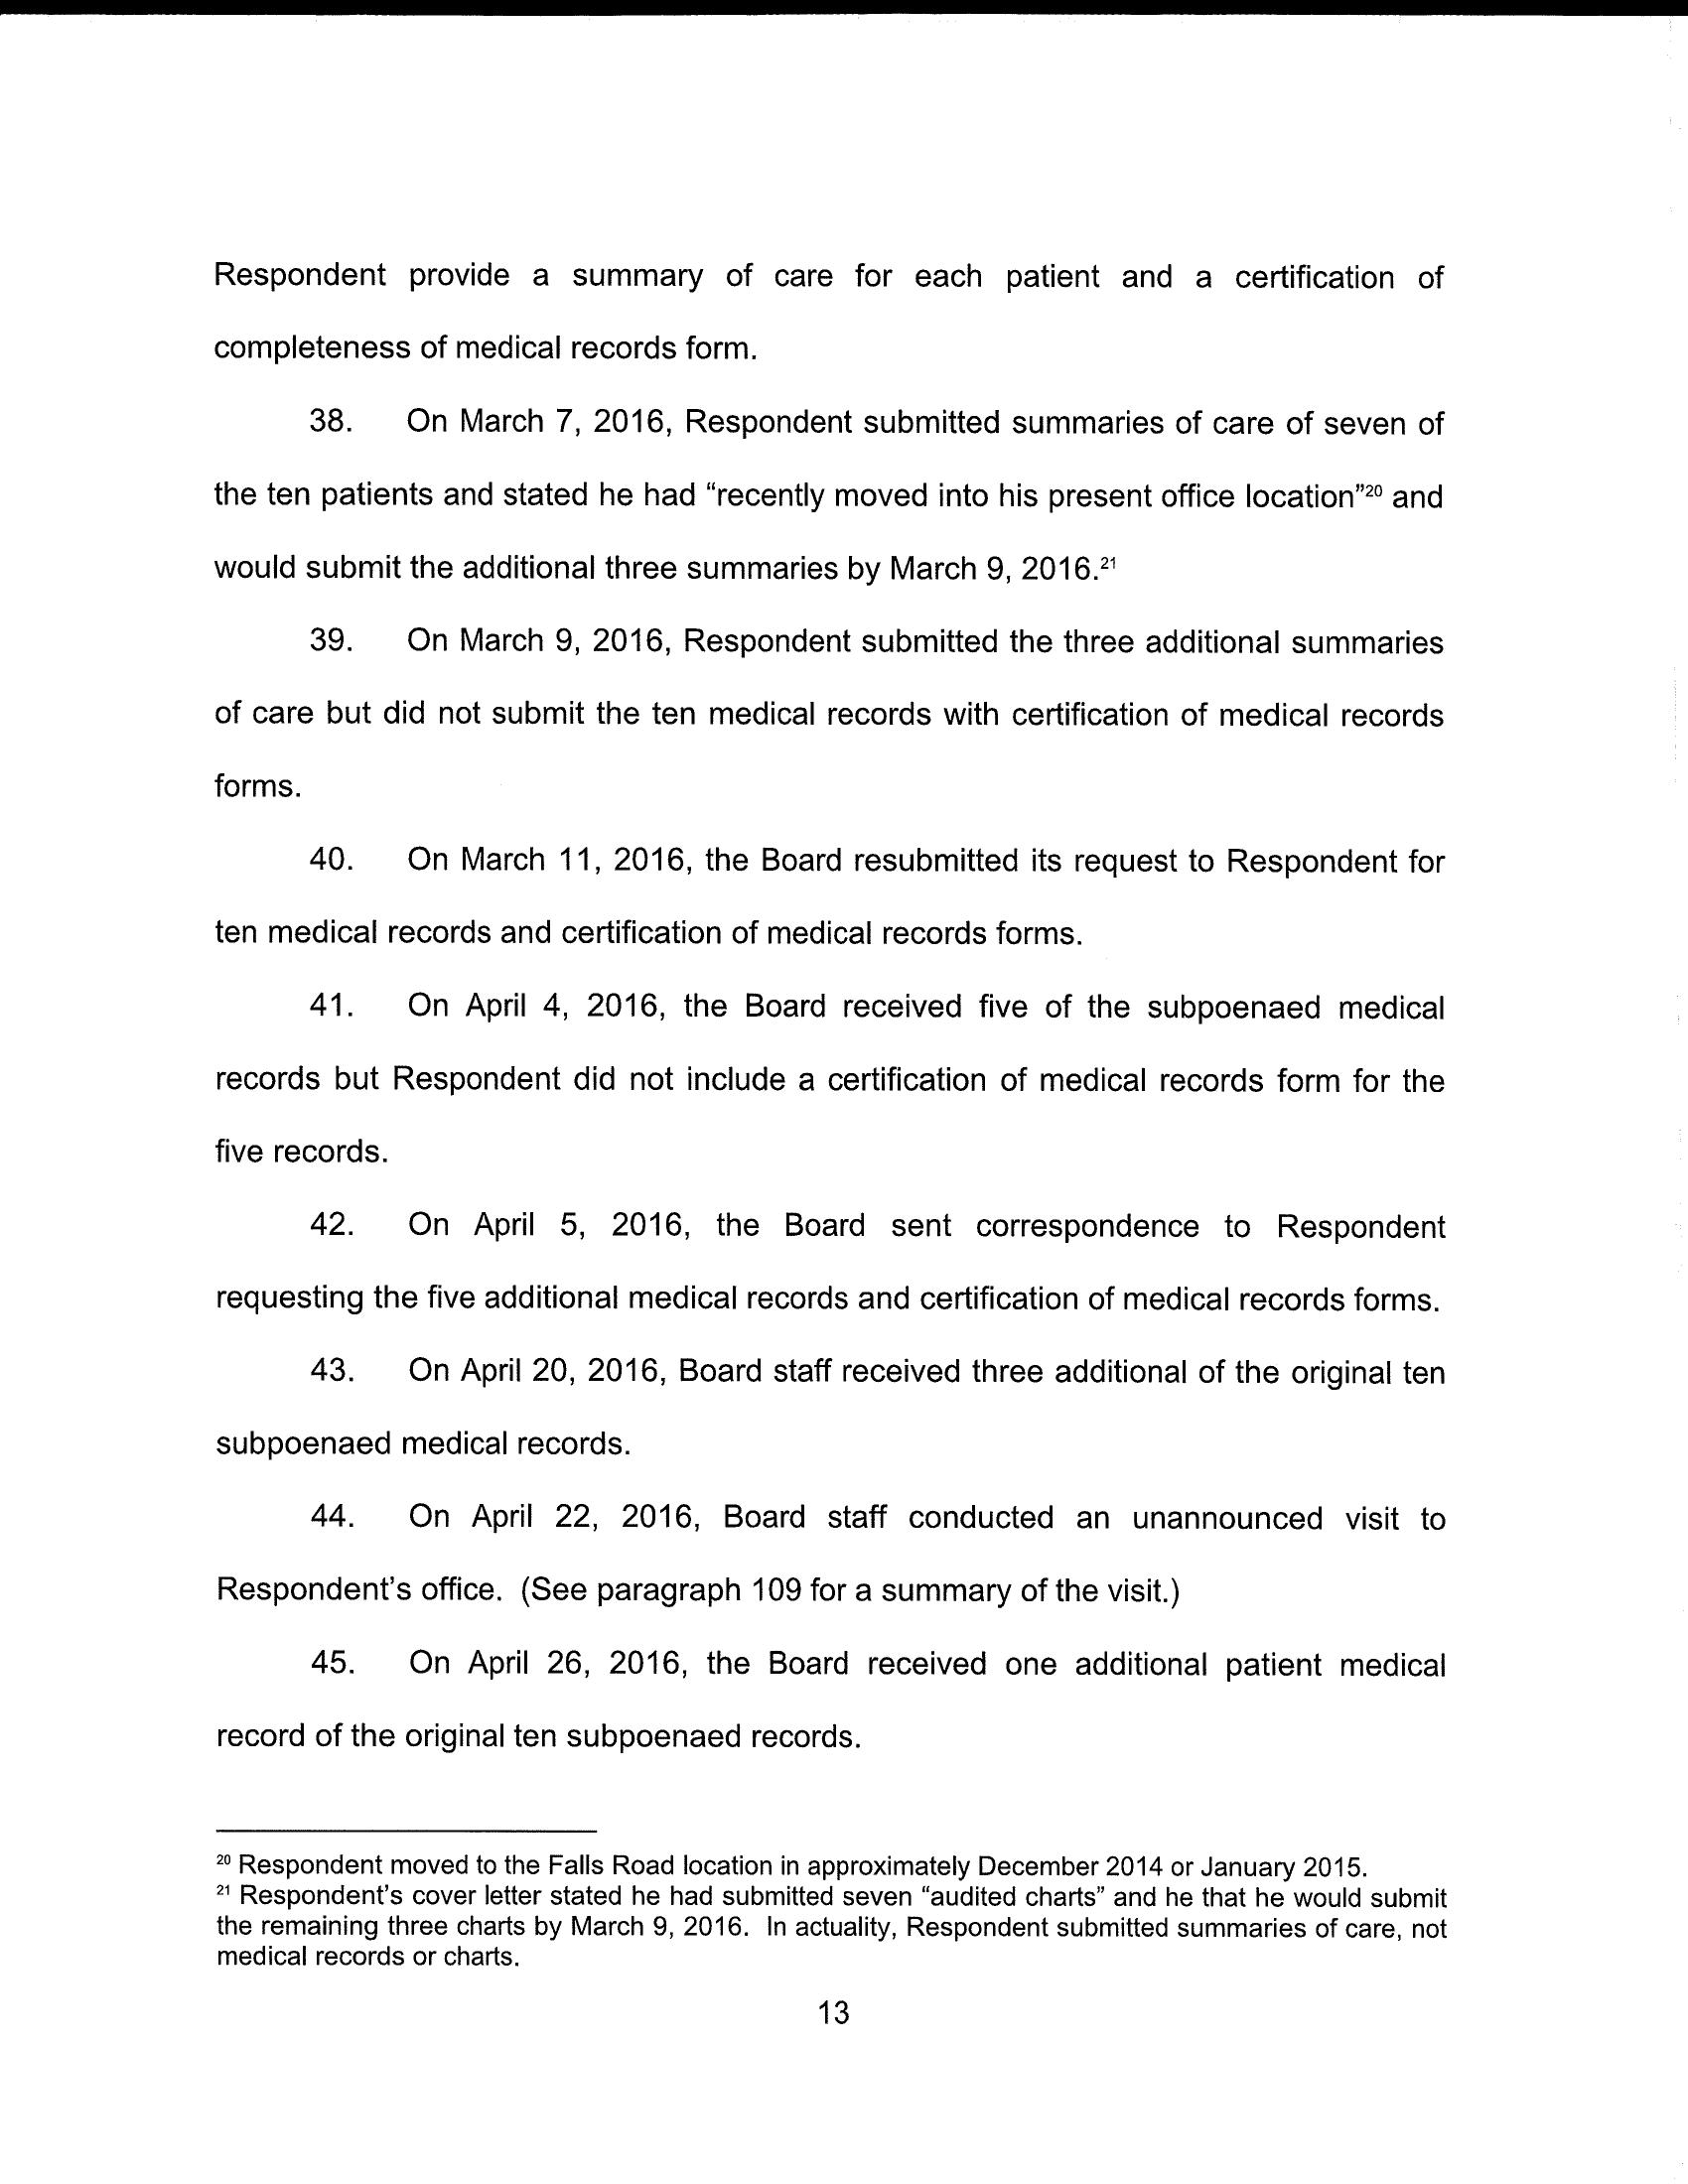 Respondent provide a summary of care for each patient and a certification of
completeness of medical records form.
38. On March 7, 2016, Respondent submitted summaries of care of seven of
the ten patients and stated he had “recently moved into his present office location”20 and
would submit the additional three summaries by March 9, 2016.21
39. On March 9, 2016, Respondent submitted the three additional summaries
of care but did not submit the ten medical records with certification of medical records
forms.
40. On March 11, 2016, the Board resubmitted its request to Respondent for
ten medical records and certification of medical records forms.
41. On April 4, 2016, the Board received five of the subpoenaed medical
records but Respondent did not include a certification of medical records form for the
five records.
42. On April 5, 2016, the Board sent correspondence to Respondent
requesting the five additional medical records and certification of medical records forms.
43. On April 20, 2016, Board staff received three additional of the original ten
subpoenaed medical records.
44. On April 22, 2016, Board staff conducted an unannounced visit to
Respondent’s office. (See paragraph 109 for a summary of the visit.)
45. On April 26, 2016, the Board received one additional patient medical
record of the original ten subpoenaed records.
20 Respondent moved to the Falls Road location in approximately December 2014 or January 2015.
21 Respondent’s cover letter stated he had submitted seven “audited charts” and he that he would submit
the remaining three charts by March 9, 2016. In actuality, Respondent submitted summaries of care, not
medical records or charts.
13